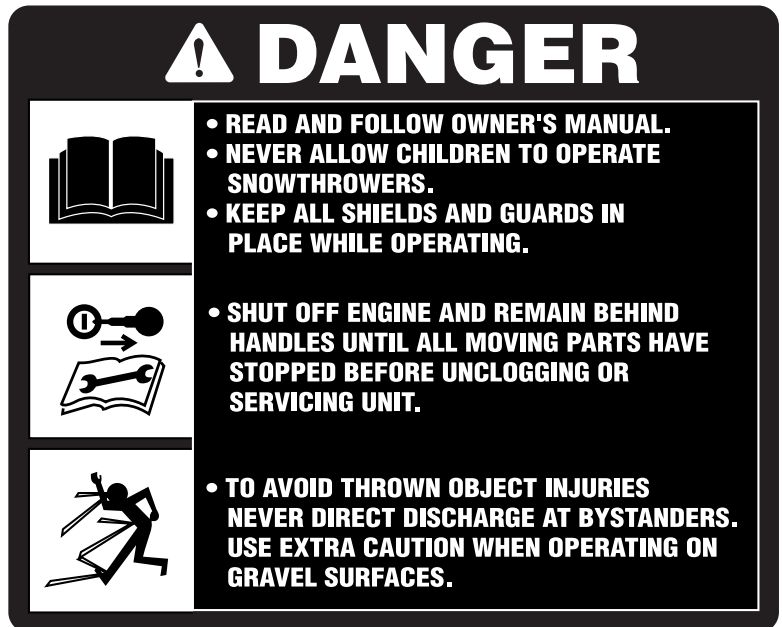 DANGER
• READ AND FOLLOW OWNER'S MANUAL.
• NEVER ALLOW CHILDREN TO OPERATE
SNOWTHROWERS.
• KEEP ALL SHIELDS AND GUARDS IN
PLACE WHILE OPERATING.
• SHUT OFF ENGINE AND REMAIN BEHIND
HANDLES UNTIL ALL MOVING PARTS HAVE
STOPPED BEFORE UNCLOGGING OR
SERVICING UNIT.
• TO AVOID THROWN OBJECT INJURIES
NEVER DIRECT DISCHARGE AT BYSTANDERS.
USE EXTRA CAUTION WHEN OPERATING ON
GRAVEL SURFACES.